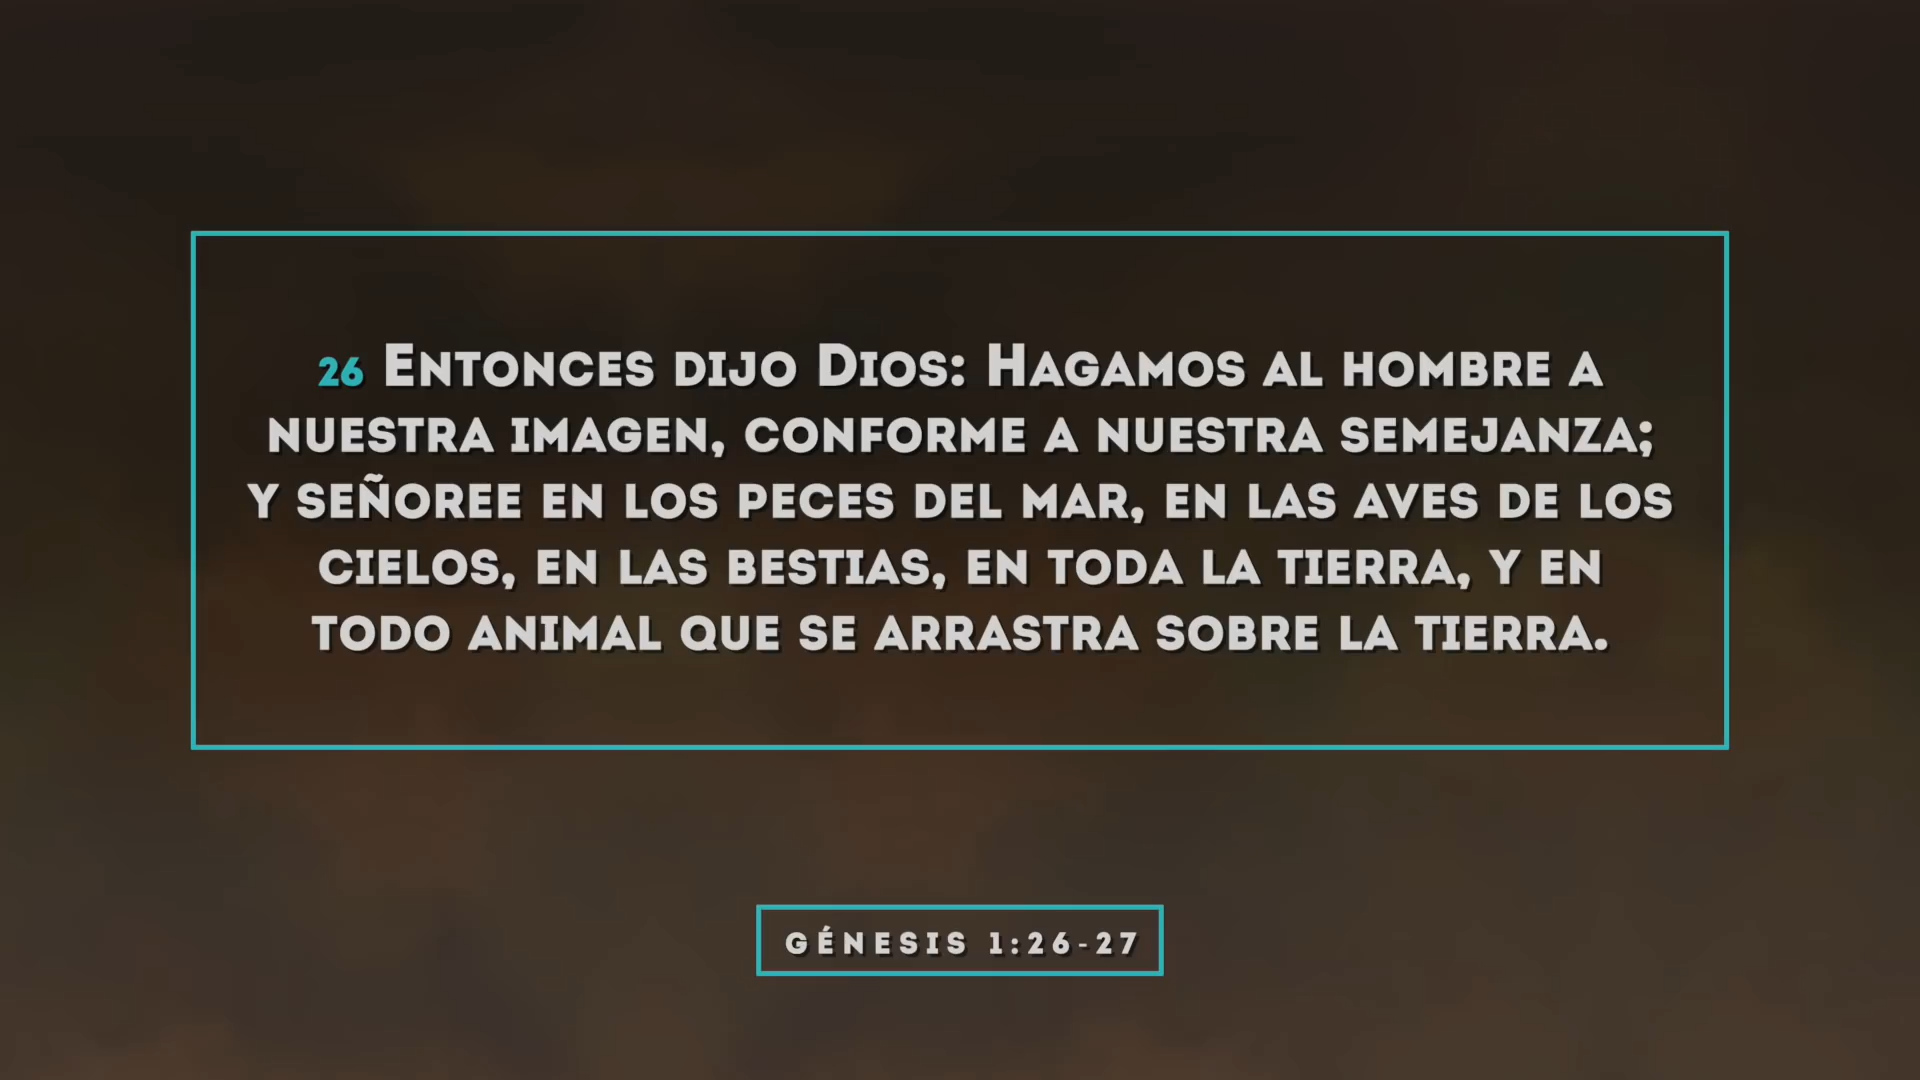 26 Entonces dijo Dios: Hagamos al hombre a
nuestra imagen, conforme a nuestra semejanza;
y señoree en los peces del mar, en las aves de los
cielos, en las bestias, en toda la tierra, y en
todo animal que se arrastra sobre la tierra.
GÉNESIS 1:26-27